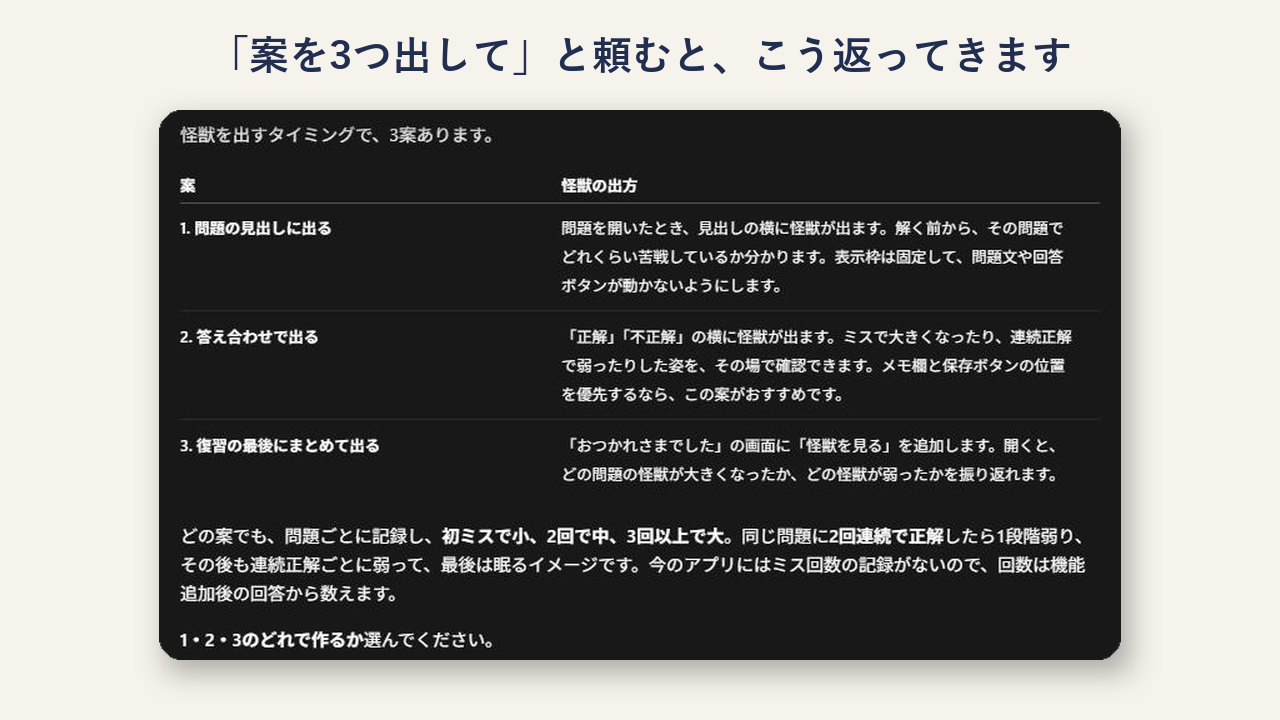 「案を3つ出して」と頼むと、こう返ってきます
怪獣を出すタイミングで、3案あります。
案 怪獣の出方
1. 問題の見出しに出る 問題を開いたとき、見出しの横に怪獣が出ます。解く前から、その問題で
どれくらい苦戦しているか分かります。表示枠は固定して、問題文や回答
ボタンが動かないようにします。
2. 答え合わせで出る 「正解」「不正解」の横に怪獣が出ます。ミスで大きくなったり、連続正解
で弱ったりした姿を、その場で確認できます。メモ欄と保存ボタンの位置
を優先するなら、この案がおすすめです。
3. 復習の最後にまとめて出る 「おつかれさまでした」の画面に「怪獣を見る」を追加します。開くと、
どの問題の怪獣が大きくなったか、どの怪獣が弱ったかを振り返れます。
どの案でも、問題ごとに記録し、初ミスで小、2回で中、3回以上で大。同じ問題に2回連続で正解したら1段階弱り、
その後も連続正解ごとに弱って、最後は眠るイメージです。今のアプリにはミス回数の記録がないので、回数は機能
追加後の回答から数えます。
1・2・3のどれで作るか選んでください。